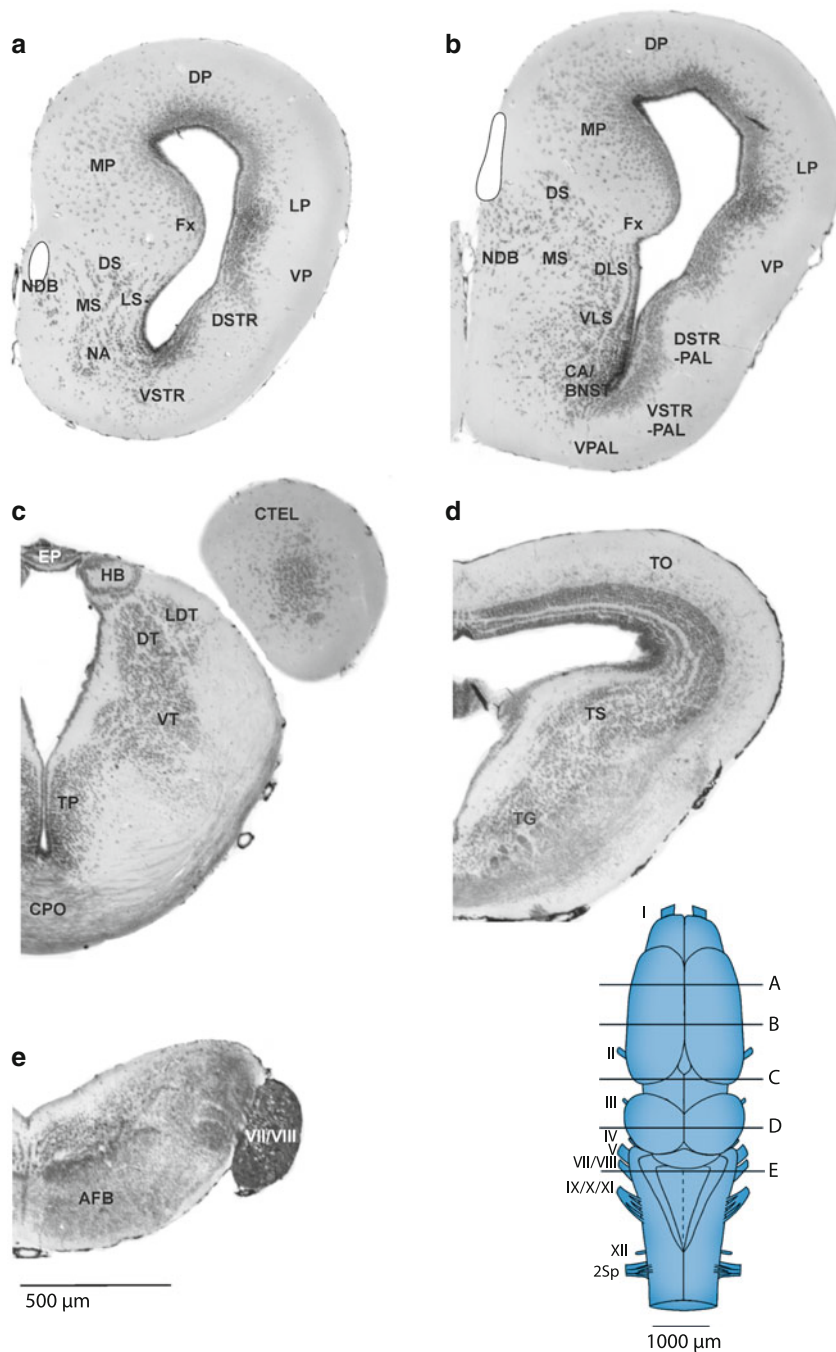 a
DP
MP
LP
Fx
DS
VP
NDB
MS
LS
DSTR
NA
VSTR
b
DP
MP
LP
DS
Fx
NDB
MS
DLS
VP
VLS
DSTR
-PAL
CA/
BNST
VSTR
-PAL
VPAL
c
CTEL
EP
HB
LDT
DT
VT
TP
CPO
d
TO
TS
TG
e
VII/VIII
AFB
500 µm
I
A
B
II
C
III
D
IV
V
VII/VIII
E
IX/X/XI
XII
2Sp
1000 µm